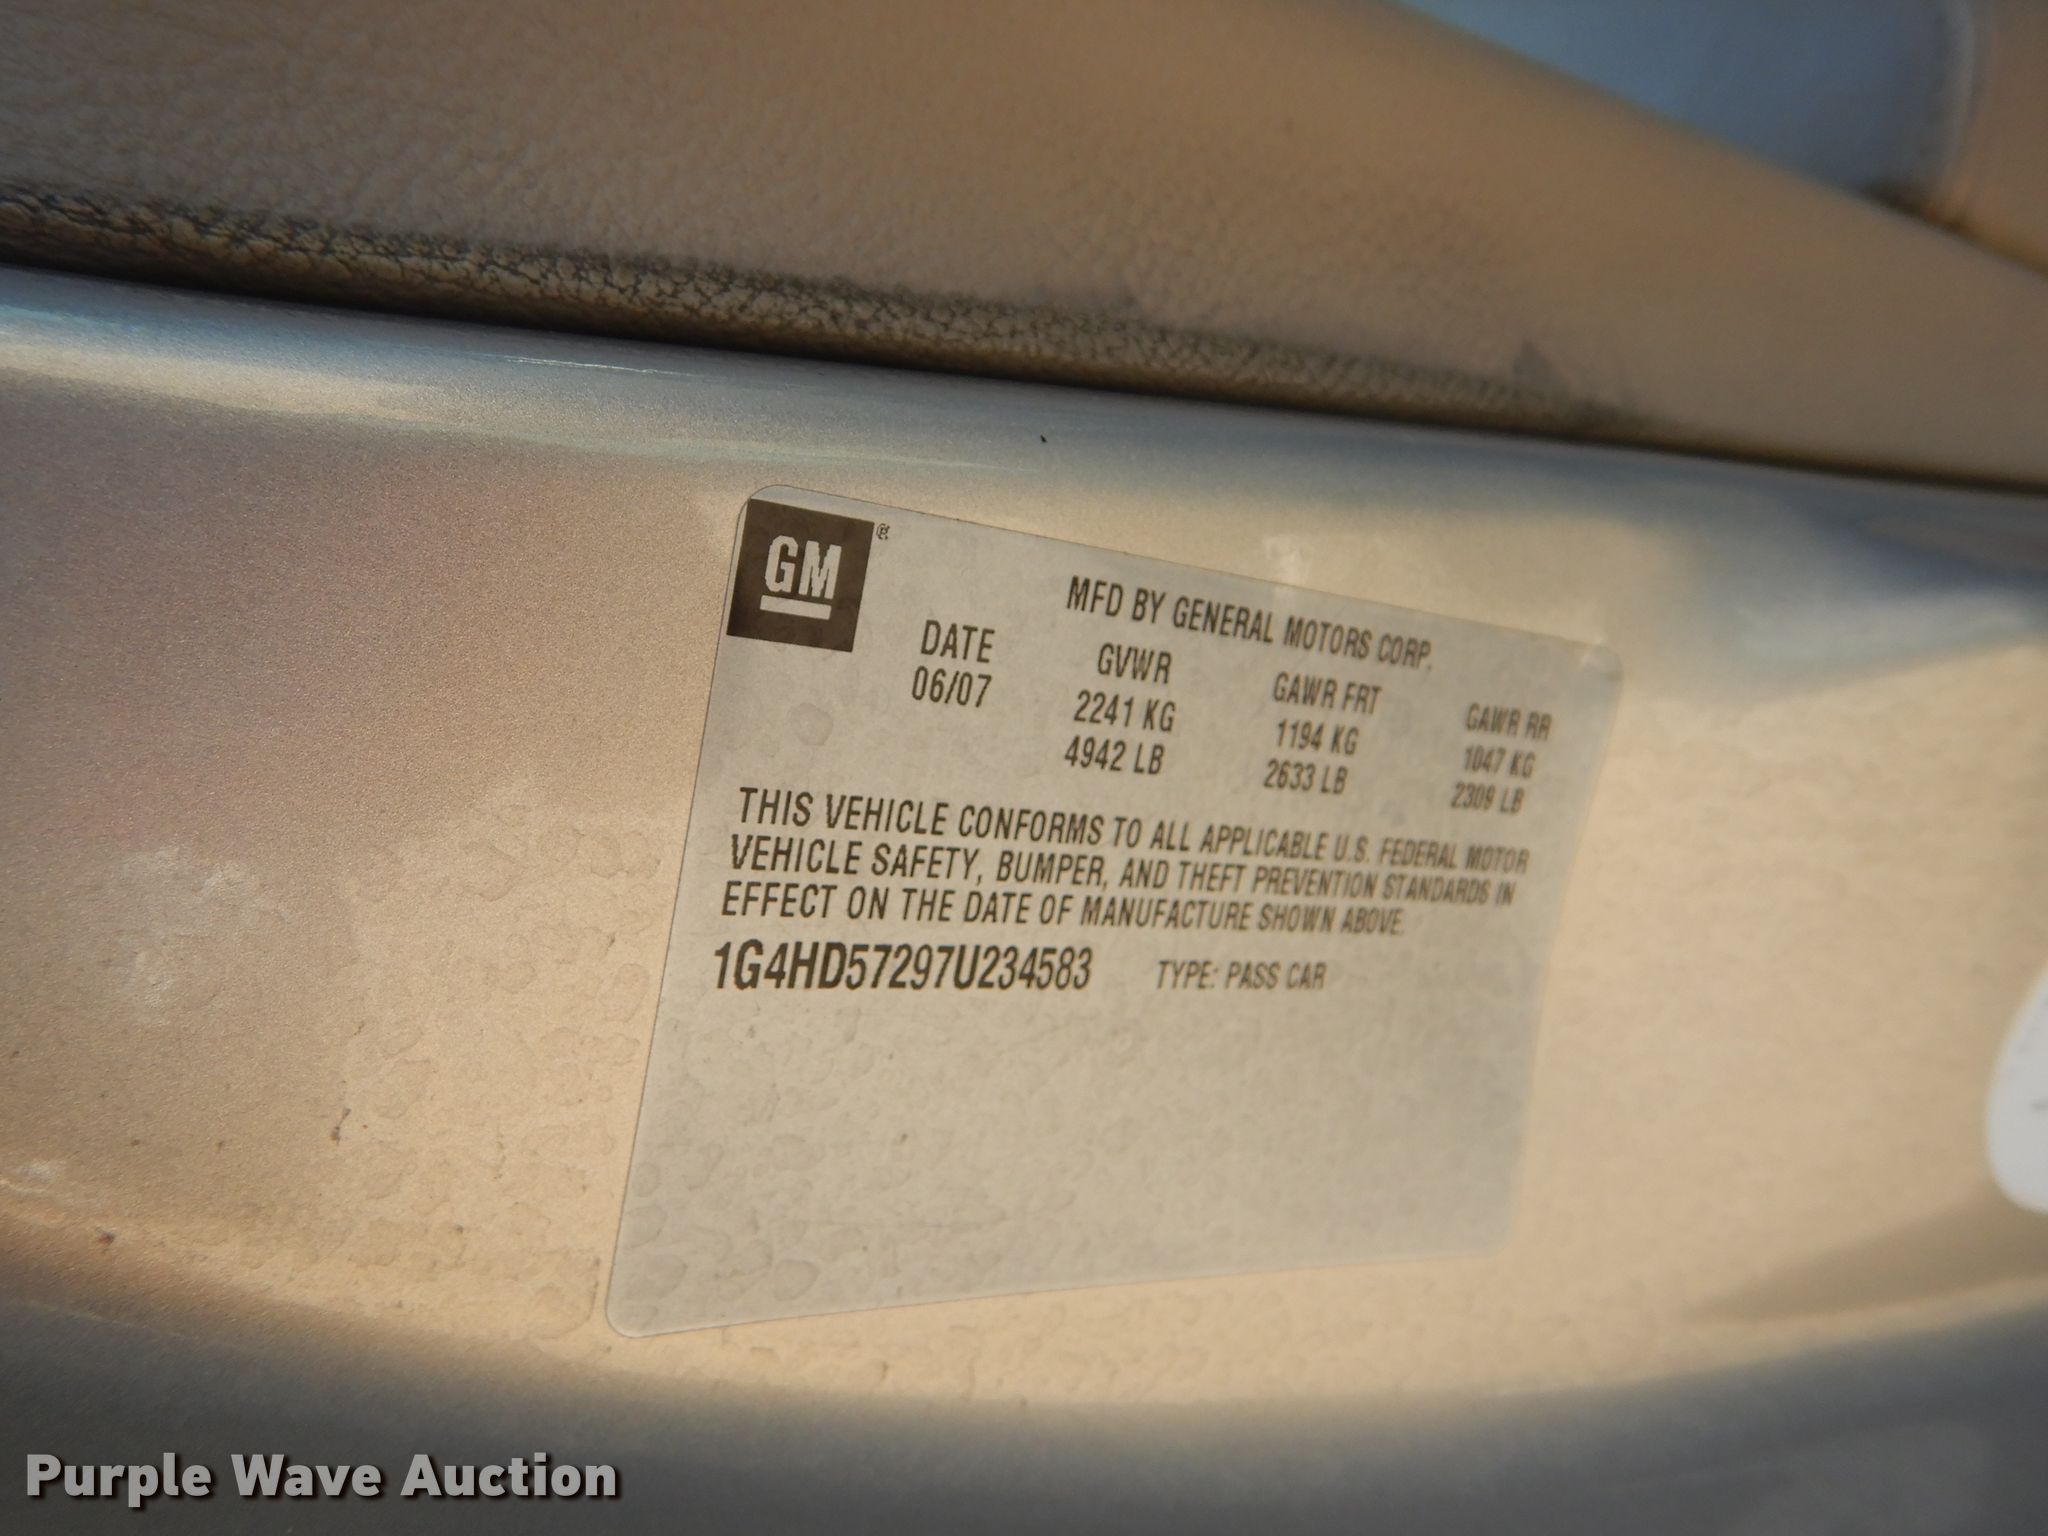 GM®
MFD BY GENERAL MOTORS CORP.
DATE GVWR GAWR FRT GAWR RR
06/07 2241 KG 1194 KG 1047 KG
4942 LB 2633 LB 2309 LB
THIS VEHICLE CONFORMS TO ALL APPLICABLE U.S. FEDERAL MOTOR
VEHICLE SAFETY, BUMPER, AND THEFT PREVENTION STANDARDS IN
EFFECT ON THE DATE OF MANUFACTURE SHOWN ABOVE.
1G4HD57297U234583 TYPE: PASS CAR
Purple Wave Auction